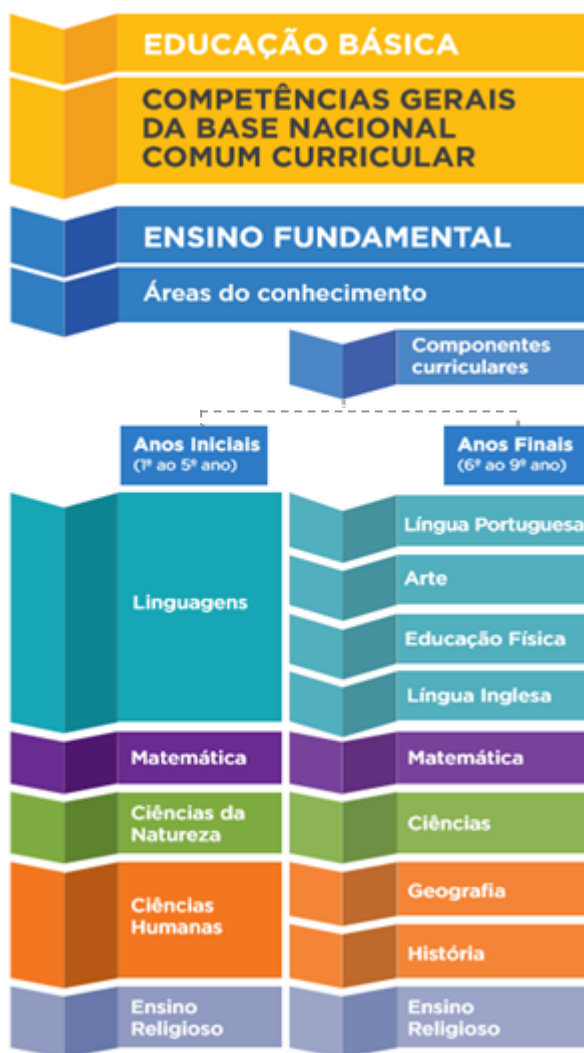 EDUCAÇÃO BÁSICA
COMPETÊNCIAS GERAIS
DA BASE NACIONAL
COMUM CURRICULAR
ENSINO FUNDAMENTAL
Áreas do conhecimento
Componentes
curriculares
Anos Iniciais
(1º ao 5º ano)
Anos Finais
(6º ao 9º ano)
Linguagens
Língua Portuguesa
Arte
Educação Física
Língua Inglesa
Matemática
Matemática
Ciências da
Natureza
Ciências
Ciências
Humanas
Geografia
História
Ensino
Religioso
Ensino
Religioso